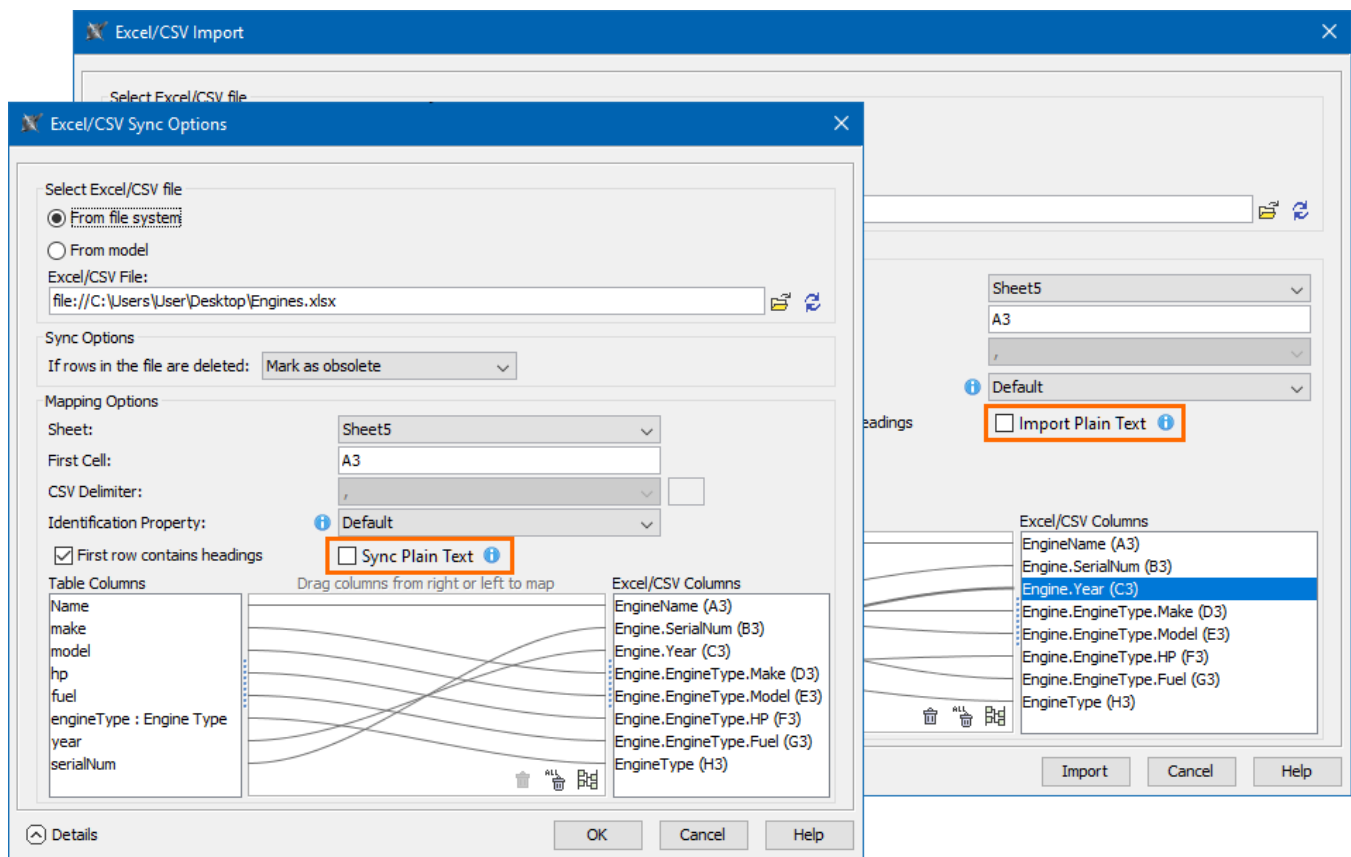 Excel/CSV Import
Select Excel/CSV file
Excel/CSV Sync Options
Select Excel/CSV file
From file system
From model
Excel/CSV File:
file://C:\Users\User\Desktop\Engines.xlsx
Sync Options
If rows in the file are deleted: Mark as obsolete
Mapping Options
Sheet: Sheet5
First Cell: A3
CSV Delimiter: ,
Identification Property: Default
First row contains headings Sync Plain Text
Table Columns Drag columns from right or left to map Excel/CSV Columns
Name EngineName (A3)
make Engine.SerialNum (B3)
model Engine.Year (C3)
hp Engine.EngineType.Make (D3)
fuel Engine.EngineType.Model (E3)
engineType : Engine Type Engine.EngineType.HP (F3)
year Engine.EngineType.Fuel (G3)
serialNum EngineType (H3)
ALL
Details OK Cancel Help
Sheet5
A3
,
Default
eadings Import Plain Text
Excel/CSV Columns
EngineName (A3)
Engine.SerialNum (B3)
Engine.Year (C3)
Engine.EngineType.Make (D3)
Engine.EngineType.Model (E3)
Engine.EngineType.HP (F3)
Engine.EngineType.Fuel (G3)
EngineType (H3)
ALL
Import Cancel Help